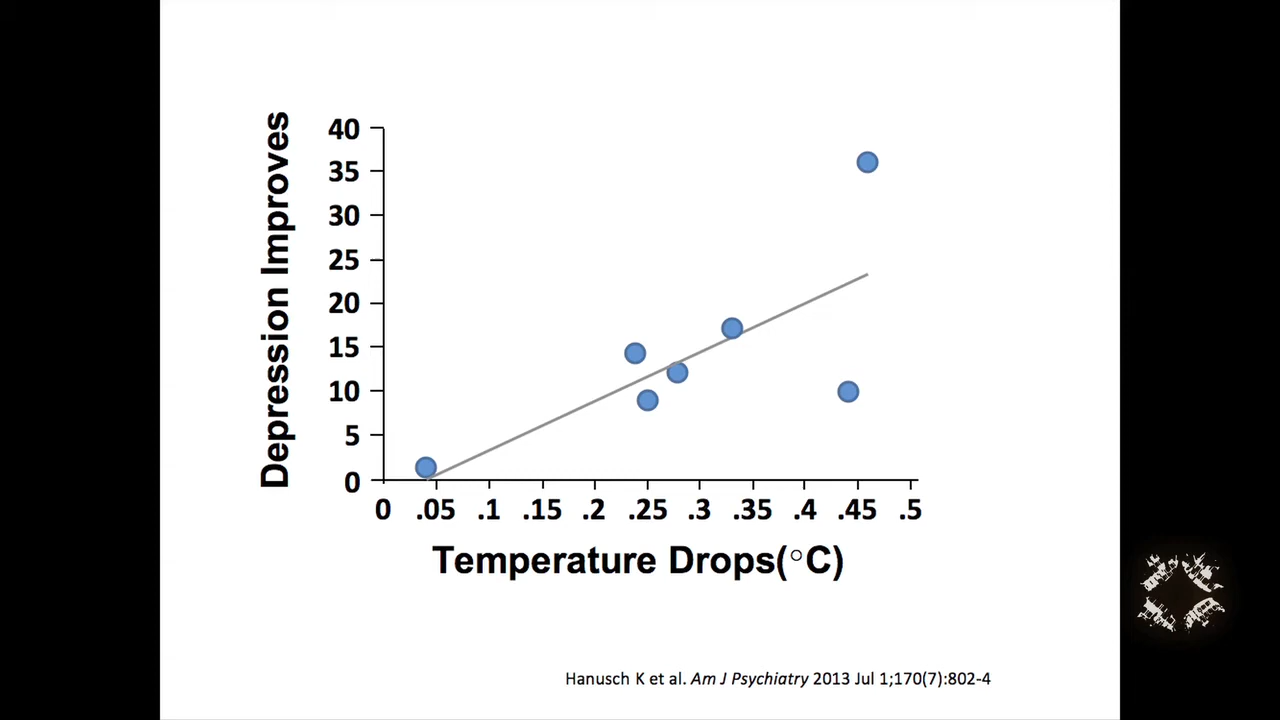 Depression Improves
40
35
30
25
20
15
10
5
0
0 .05 .1 .15 .2 .25 .3 .35 .4 .45 .5
Temperature Drops(°C)
Hanusch K et al. Am J Psychiatry 2013 Jul 1;170(7):802-4